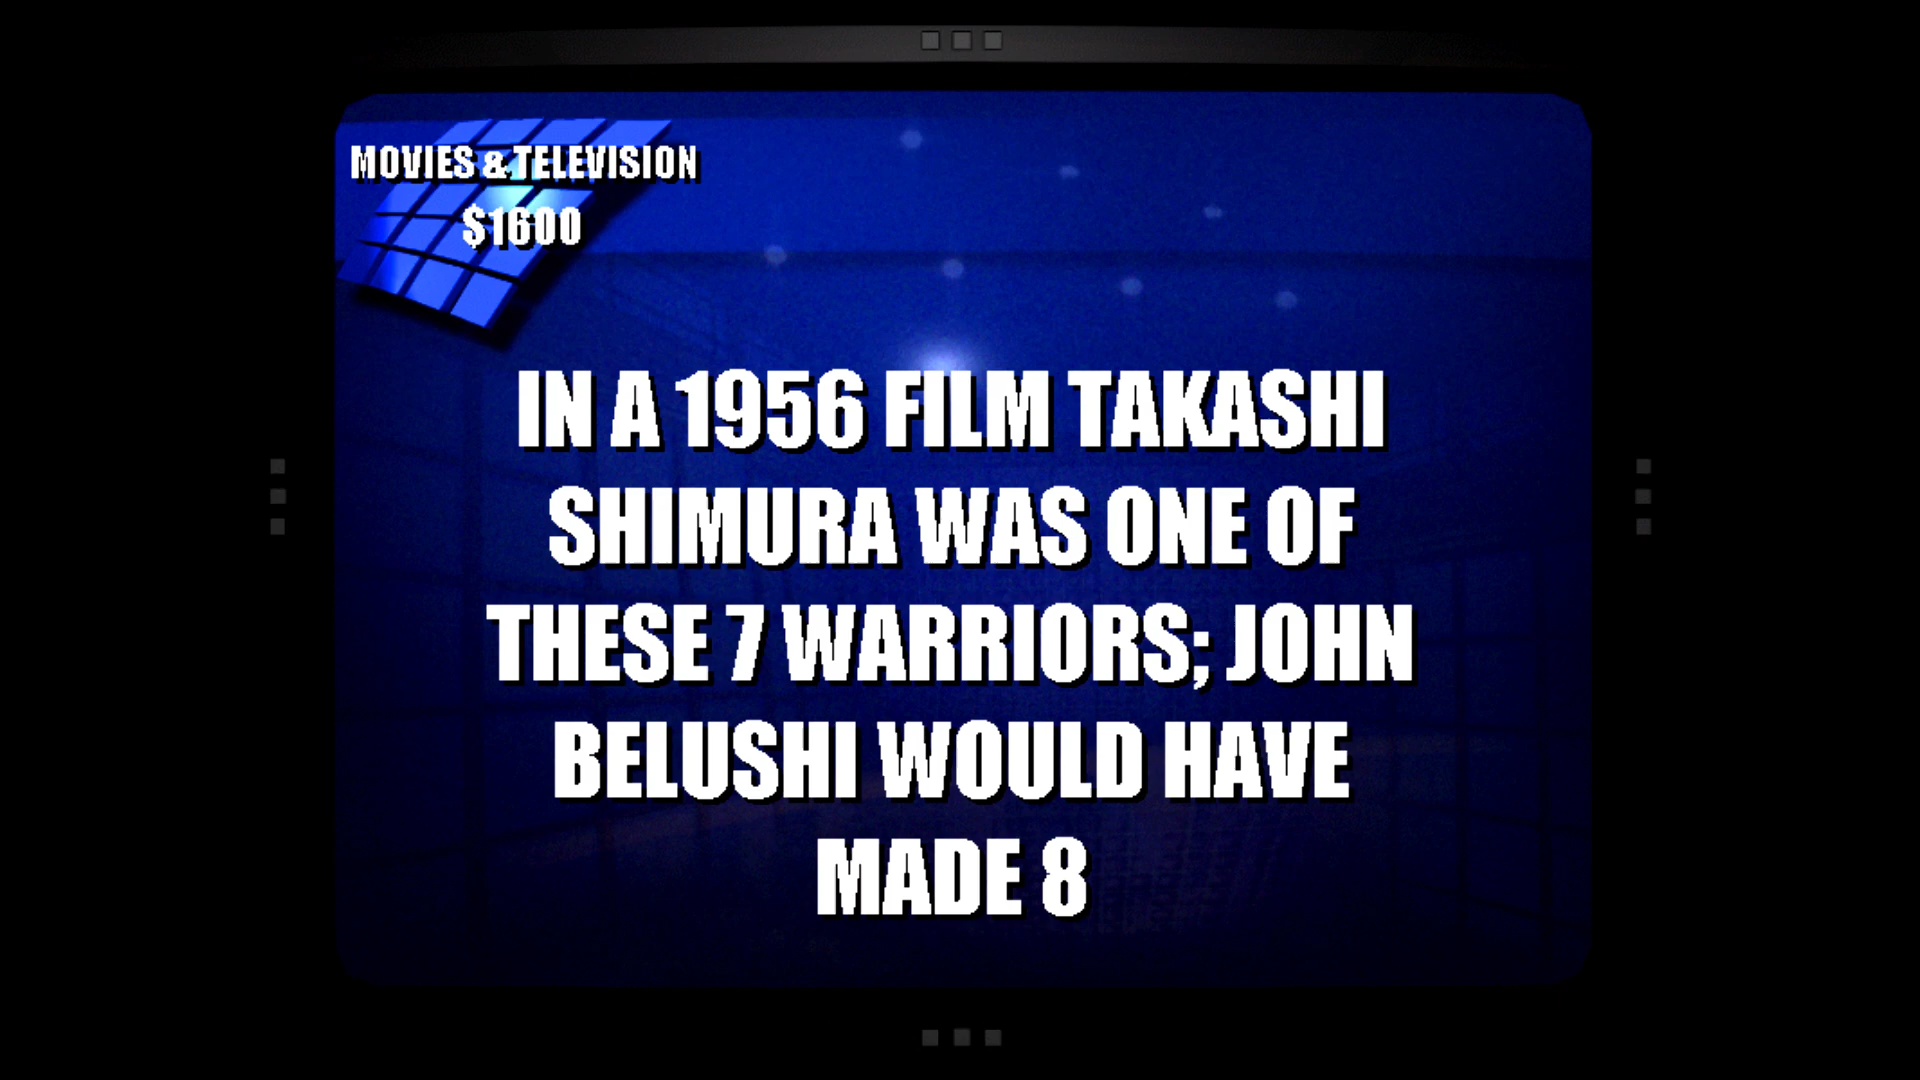 MOVIES & TELEVISION
$1600
IN A 1956 FILM TAKASHI
SHIMURA WAS ONE OF
THESE 7 WARRIORS; JOHN
BELUSHI WOULD HAVE
MADE 8